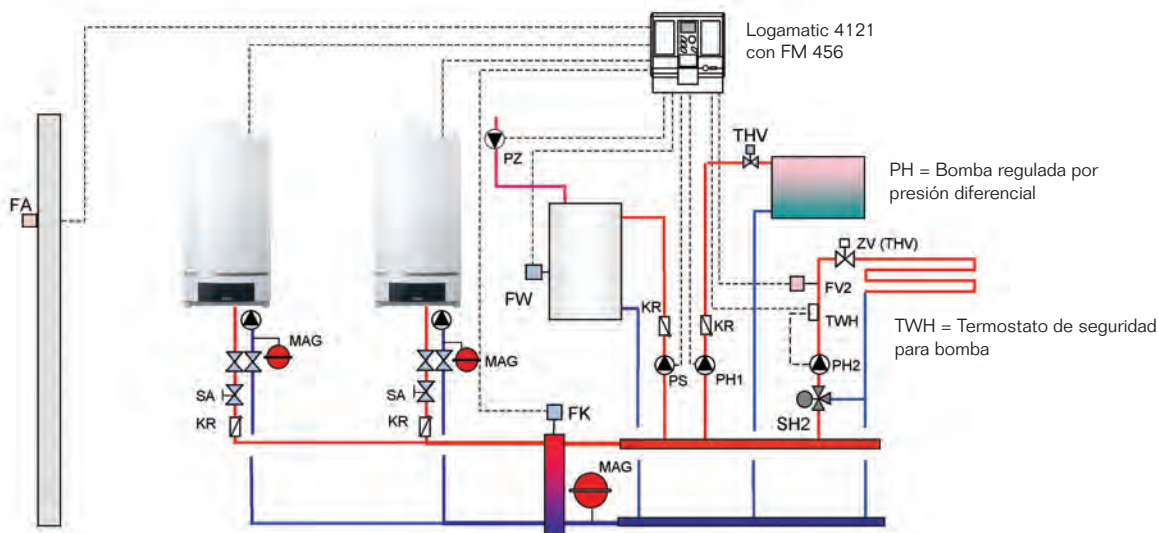 Logamatic 4121
con FM 456
THV
PZ
PH = Bomba regulada por
presión diferencial
FA
ZV (THV)
FW
FV2
KR
KR
TWH
TWH = Termostato de seguridad
para bomba
MAG
MAG
PS
PH1
PH2
SA
SA
FK
KR
KR
SH2
MAG